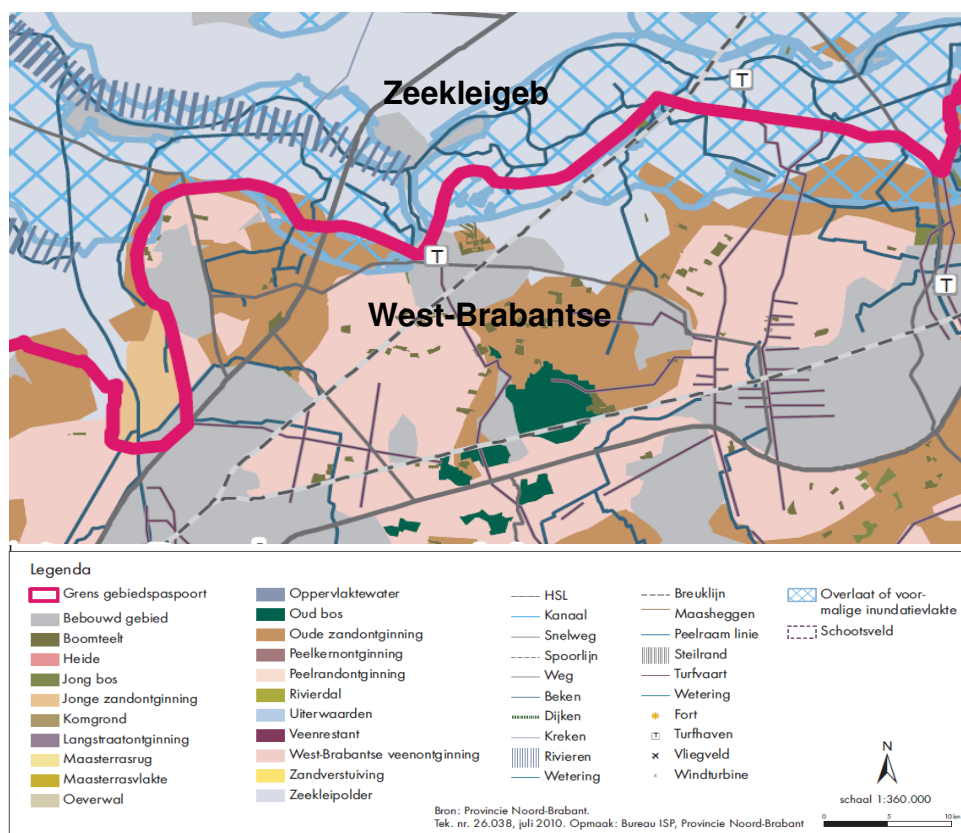 Zeekleigeb
T
T
West-Brabantse
T
Legenda
Grens gebiedspaspoort
Bebouwd gebied
Boomteelt
Heide
Jong bos
Jonge zandontginning
Komgrond
Langstraatontginning
Maasterrasrug
Maasterrasvlakte
Oeverwal
Oppervlaktewater
Oud bos
Oude zandontginning
Peelkernontginning
Peelrandontginning
Rivierdal
Uiterwaarden
Veenrestant
West-Brabantse veenontginning
Zandverstuiving
Zeekleipolder
HSL
Kanaal
Snelweg
Spoorlijn
Weg
Beken
Dijken
Kreken
Rivieren
Wetering
Breuklijn
Maasheggen
Peelraam linie
Steilrand
Turfvaart
Wetering
Fort
T Turfhaven
Vliegveld
Windturbine
Overlaat of voor-
malige inundatievlakte
Schootsveld
N
schaal 1:360.000
0 5 10 km
Bron: Provincie Noord-Brabant.
Tek. nr. 26.038, juli 2010. Opmaak: Bureau ISP, Provincie Noord-Brabant